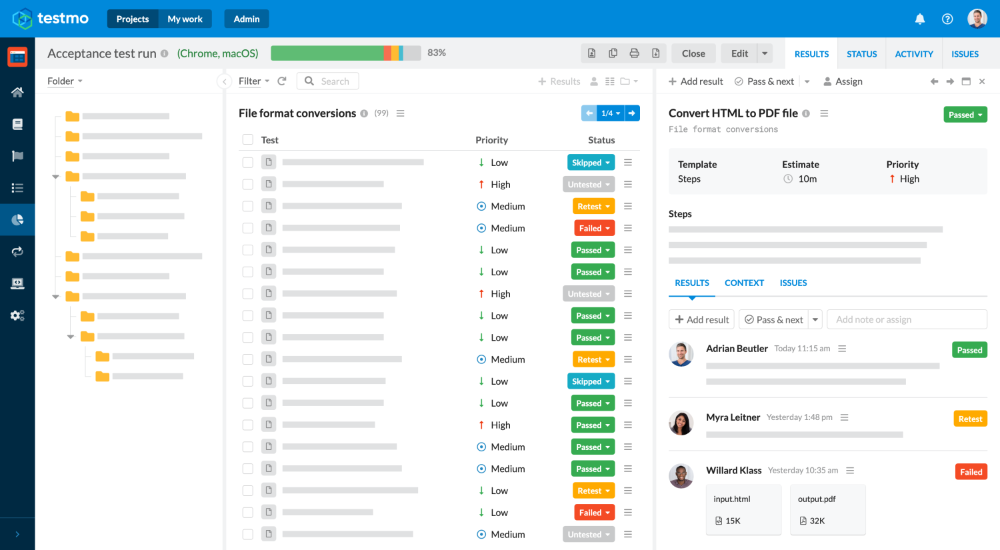 testmo
Projects
My work
Admin
Acceptance test run
(Chrome, macOS)
83%
Close
Edit
RESULTS
STATUS
ACTIVITY
ISSUES
Folder
Filter
Search
Results
Add result
Pass & next
Assign
File format conversions
(99)
1/4
Test
Priority
Status
Low
Skipped
High
Untested
Medium
Retest
Medium
Failed
Low
Passed
Low
Passed
High
Untested
Low
Passed
Low
Passed
Medium
Retest
Low
Skipped
Low
Passed
High
Passed
Medium
Passed
Medium
Passed
Low
Retest
Low
Failed
Medium
Untested
Convert HTML to PDF file
Passed
File format conversions
Template
Estimate
Priority
Steps
10m
High
Steps
RESULTS
CONTEXT
ISSUES
Add result
Pass & next
Add note or assign
Adrian Beutler
Today 11:15 am
Passed
Myra Leitner
Yesterday 1:48 pm
Retest
Willard Klass
Yesterday 10:35 am
Failed
input.html
output.pdf
15K
32K